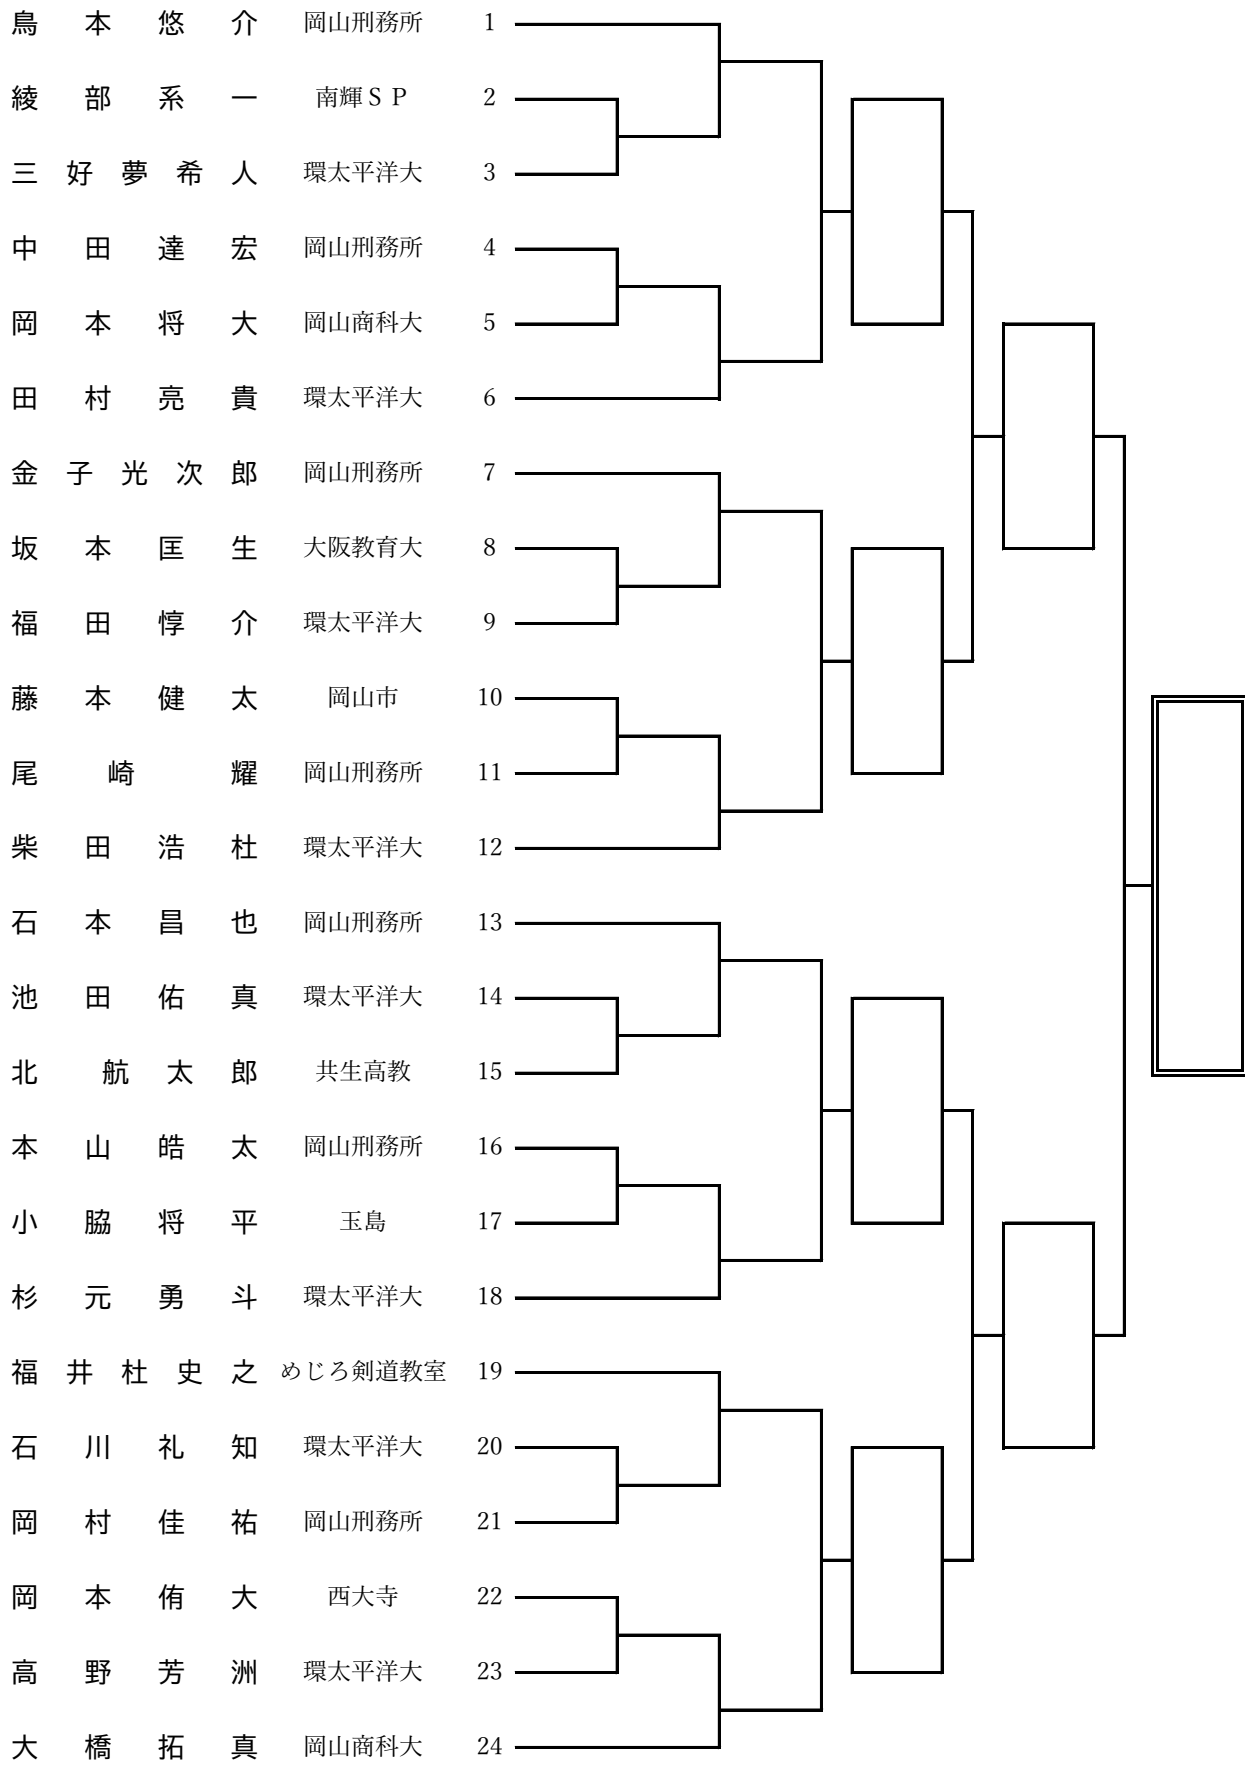 鳥本悠介 岡山刑務所 1
綾部系一 南輝ＳＰ 2
三好夢希人 環太平洋大 3
中田達宏 岡山刑務所 4
岡本将大 岡山商科大 5
田村亮貴 環太平洋大 6
金子光次郎 岡山刑務所 7
坂本匡生 大阪教育大 8
福田惇介 環太平洋大 9
藤本健太 岡山市 10
尾崎耀 岡山刑務所 11
柴田浩杜 環太平洋大 12
石本昌也 岡山刑務所 13
池田佑真 環太平洋大 14
北航太郎 共生高教 15
本山皓太 岡山刑務所 16
小脇将平 玉島 17
杉元勇斗 環太平洋大 18
福井杜史之 めじろ剣道教室 19
石川礼知 環太平洋大 20
岡村佳祐 岡山刑務所 21
岡本侑大 西大寺 22
高野芳洲 環太平洋大 23
大橋拓真 岡山商科大 24